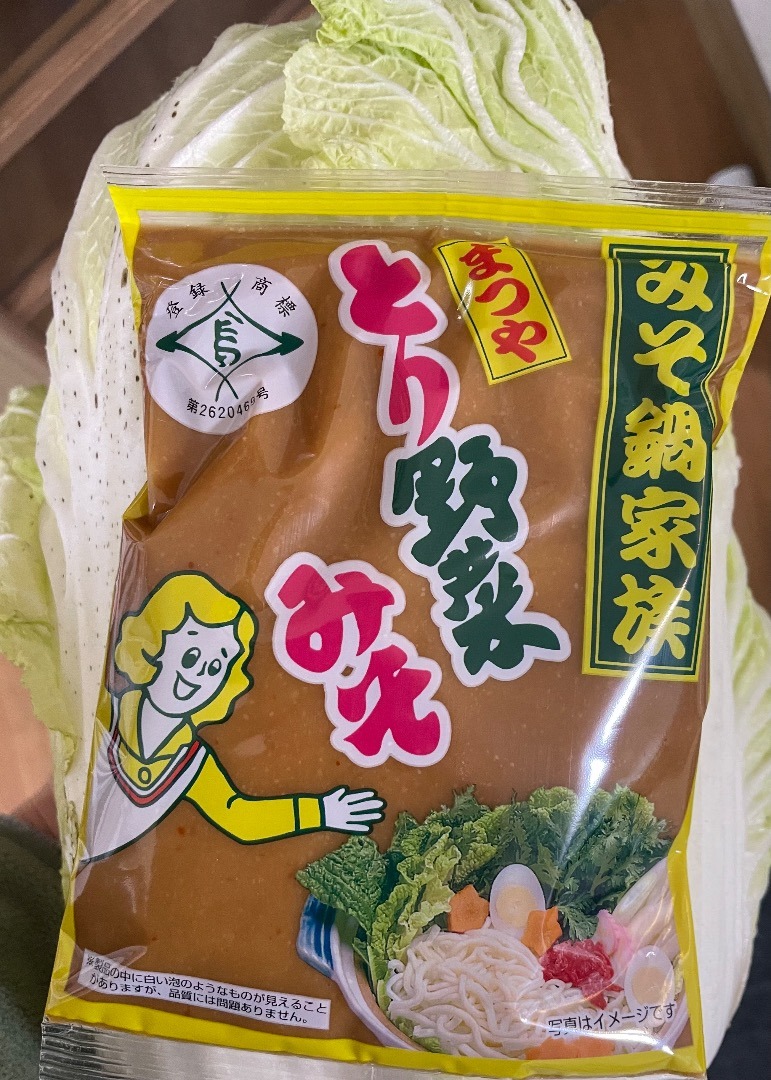 みそ鍋家族
まつや
とり野菜
みそ
登録商標
鳥
第2620469号
※製品の中に白い泡のようなものが見えること
がありますが、品質には問題ありません。
写真はイメージです